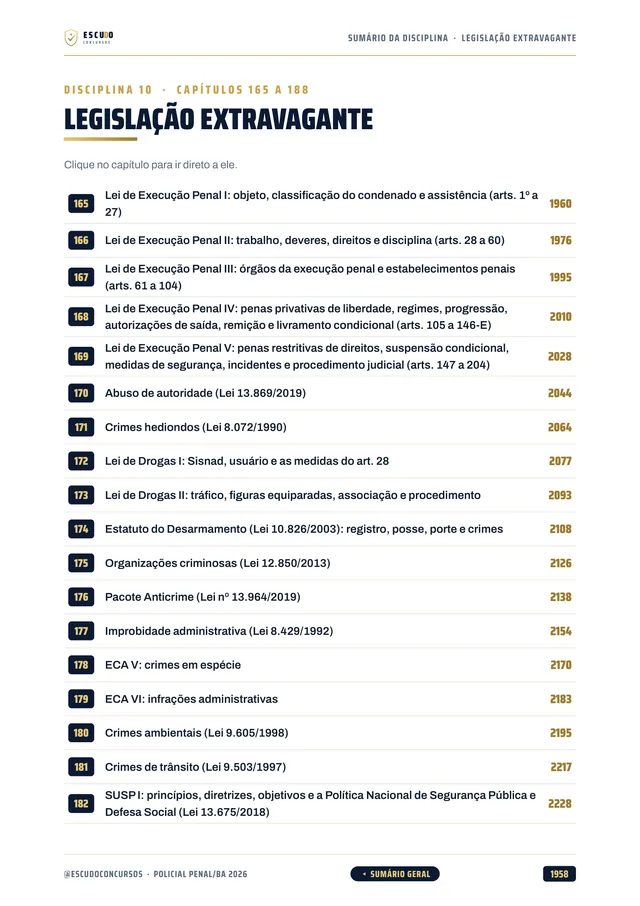 ESCUDO
CONCURSOS
SUMÁRIO DA DISCIPLINA · LEGISLAÇÃO EXTRAVAGANTE
DISCIPLINA 10 · CAPÍTULOS 165 A 188
LEGISLAÇÃO EXTRAVAGANTE
Clique no capítulo para ir direto a ele.
165 Lei de Execução Penal I: objeto, classificação do condenado e assistência (arts. 1º a 1960
27)
166 Lei de Execução Penal II: trabalho, deveres, direitos e disciplina (arts. 28 a 60) 1976
167 Lei de Execução Penal III: órgãos da execução penal e estabelecimentos penais 1995
(arts. 61 a 104)
168 Lei de Execução Penal IV: penas privativas de liberdade, regimes, progressão, 2010
autorizações de saída, remição e livramento condicional (arts. 105 a 146-E)
169 Lei de Execução Penal V: penas restritivas de direitos, suspensão condicional, 2028
medidas de segurança, incidentes e procedimento judicial (arts. 147 a 204)
170 Abuso de autoridade (Lei 13.869/2019) 2044
171 Crimes hediondos (Lei 8.072/1990) 2064
172 Lei de Drogas I: Sisnad, usuário e as medidas do art. 28 2077
173 Lei de Drogas II: tráfico, figuras equiparadas, associação e procedimento 2093
174 Estatuto do Desarmamento (Lei 10.826/2003): registro, posse, porte e crimes 2108
175 Organizações criminosas (Lei 12.850/2013) 2126
176 Pacote Anticrime (Lei nº 13.964/2019) 2138
177 Improbidade administrativa (Lei 8.429/1992) 2154
178 ECA V: crimes em espécie 2170
179 ECA VI: infrações administrativas 2183
180 Crimes ambientais (Lei 9.605/1998) 2195
181 Crimes de trânsito (Lei 9.503/1997) 2217
182 SUSP I: princípios, diretrizes, objetivos e a Política Nacional de Segurança Pública e 2228
Defesa Social (Lei 13.675/2018)
@ESCUDOCONCURSOS · POLICIAL PENAL/BA 2026
SUMÁRIO GERAL
1958